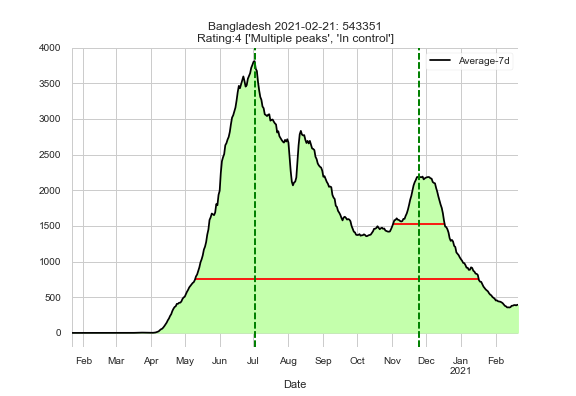 Bangladesh 2021-02-21: 543351
Rating:4 ['Multiple peaks', 'In control']
4000
Average-7d
3500
3000
2500
2000
1500
1000
500
0
Feb Mar Apr May Jun Jul Aug Sep Oct Nov Dec Jan Feb
2021
Date